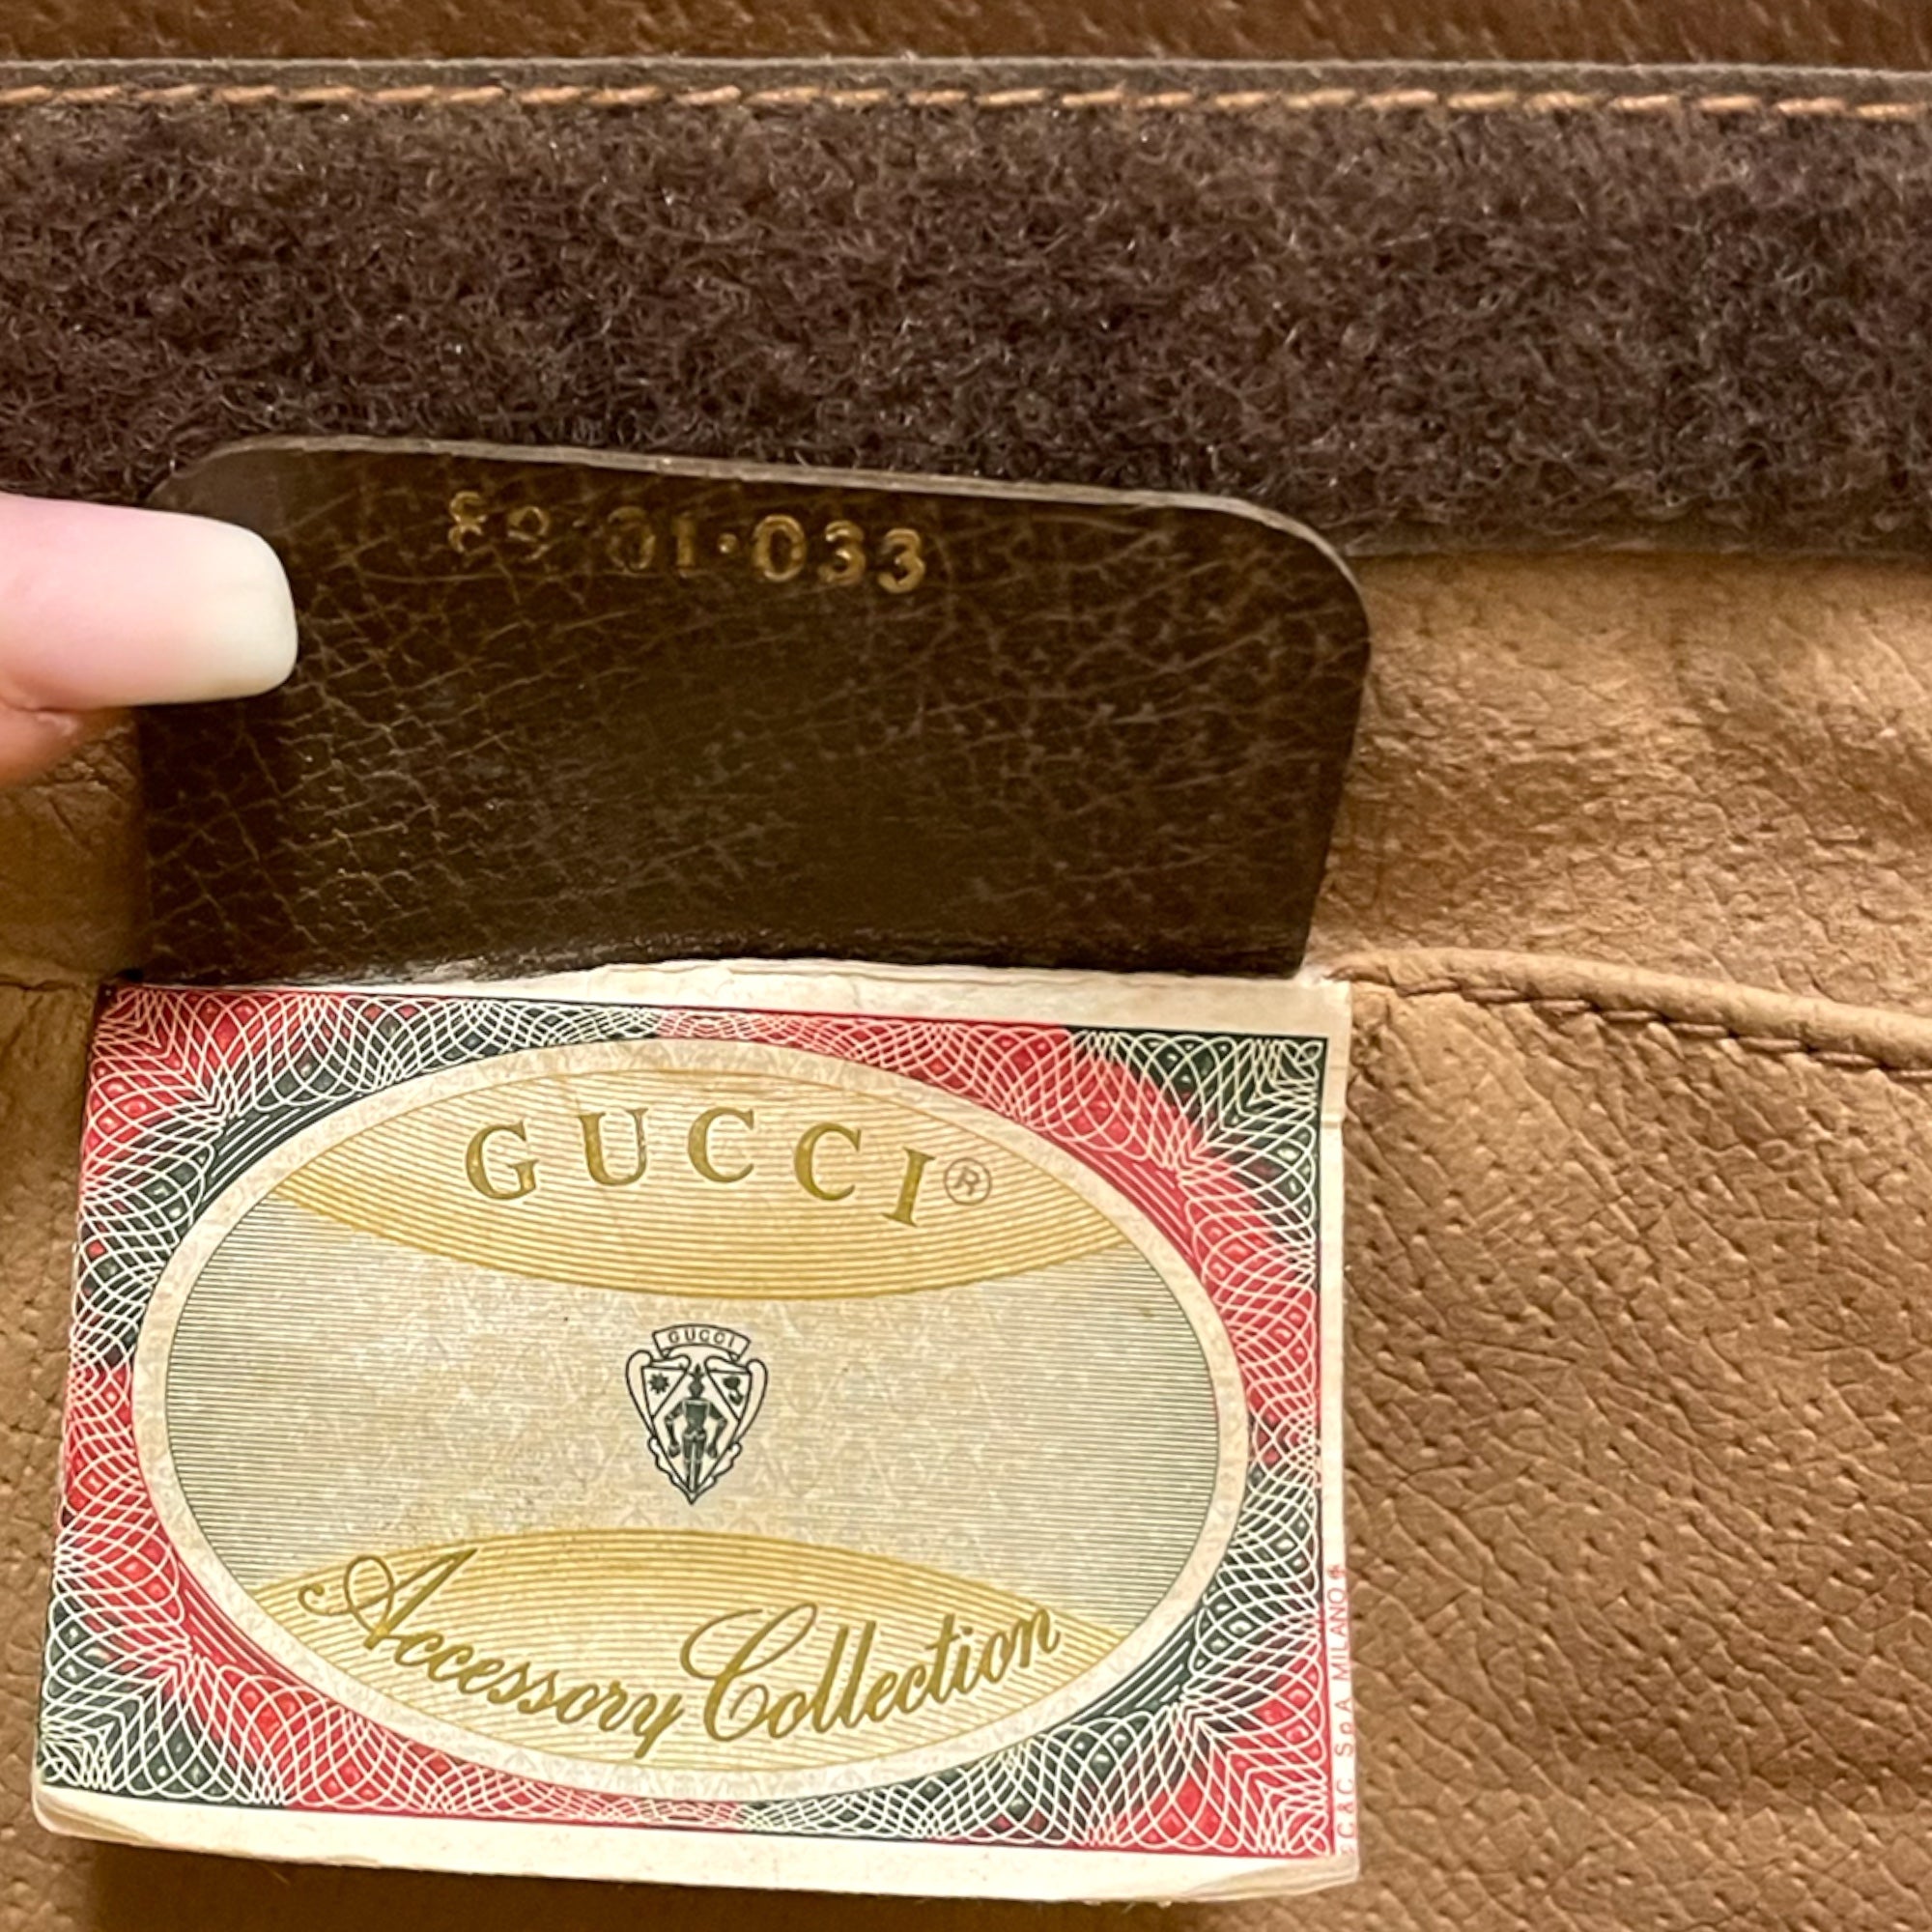 89·01·033
GUCCI®
GUCCI
Accessory Collection
C&C S.p.A MILANO